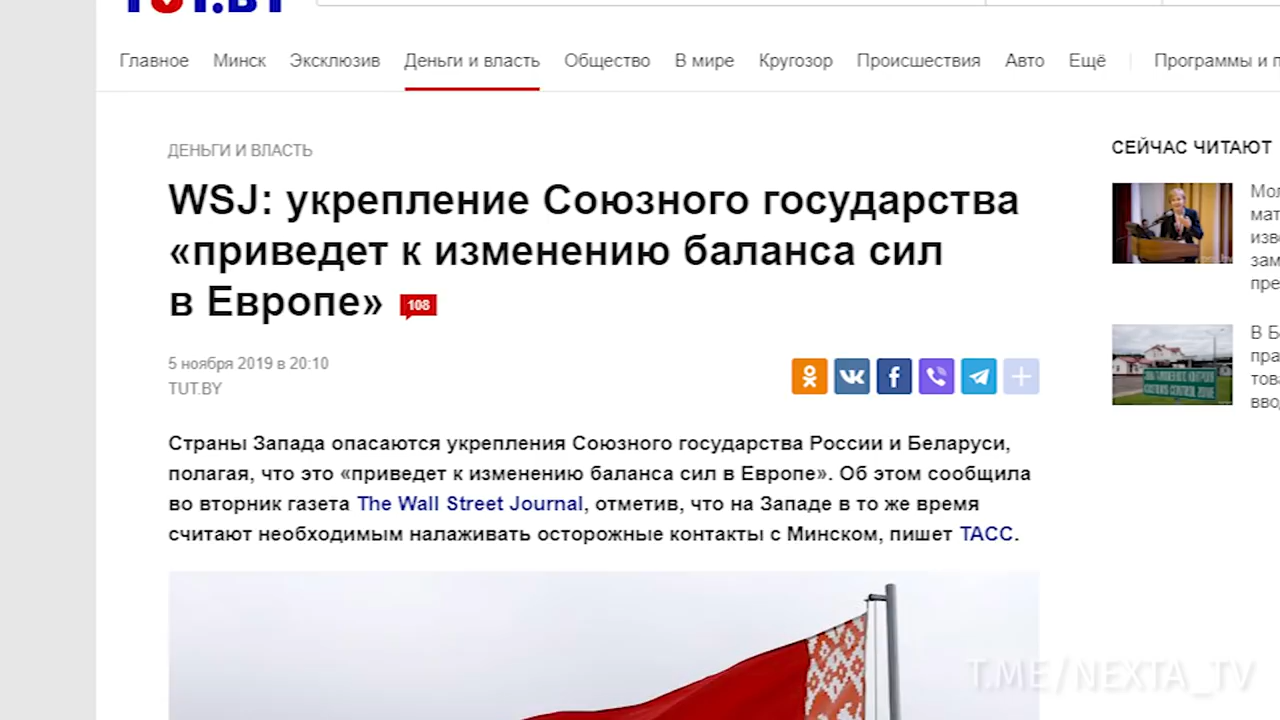 TUT.BY
Главное Минск Эксклюзив Деньги и власть Общество В мире Кругозор Происшествия Авто Ещё Программы и
ДЕНЬГИ И ВЛАСТЬ
WSJ: укрепление Союзного государства
«приведет к изменению баланса сил
в Европе» 108
5 ноября 2019 в 20:10
TUT.BY
Страны Запада опасаются укрепления Союзного государства России и Беларуси,
полагая, что это «приведет к изменению баланса сил в Европе». Об этом сообщила
во вторник газета The Wall Street Journal, отметив, что на Западе в то же время
считают необходимым налаживать осторожные контакты с Минском, пишет ТАСС.
СЕЙЧАС ЧИТАЮТ
T.ME/NEXTA_TV